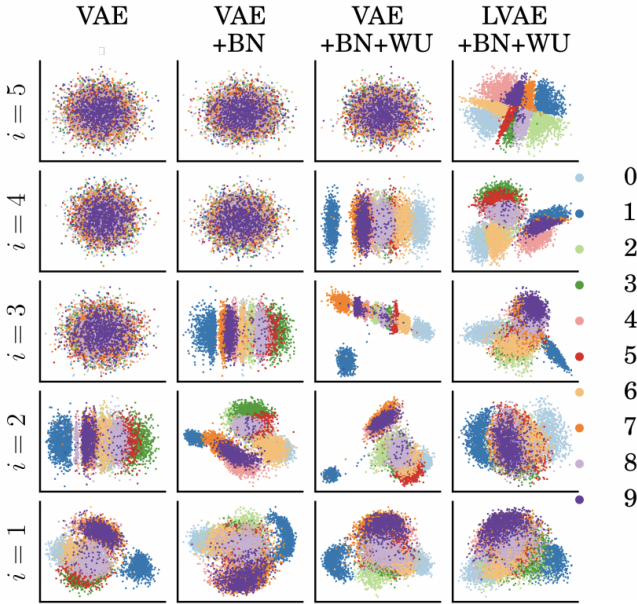 VAE VAE VAE LVAE
+BN +BN+WU +BN+WU
i = 5
i = 4
i = 3
i = 2
i = 1
0
1
2
3
4
5
6
7
8
9